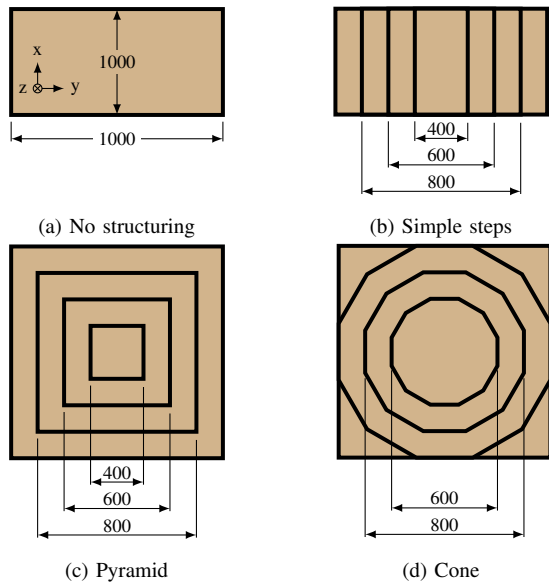 x
1000
z
y
1000
400
600
800
(a) No structuring
(b) Simple steps
400
600
800
600
800
(c) Pyramid
(d) Cone